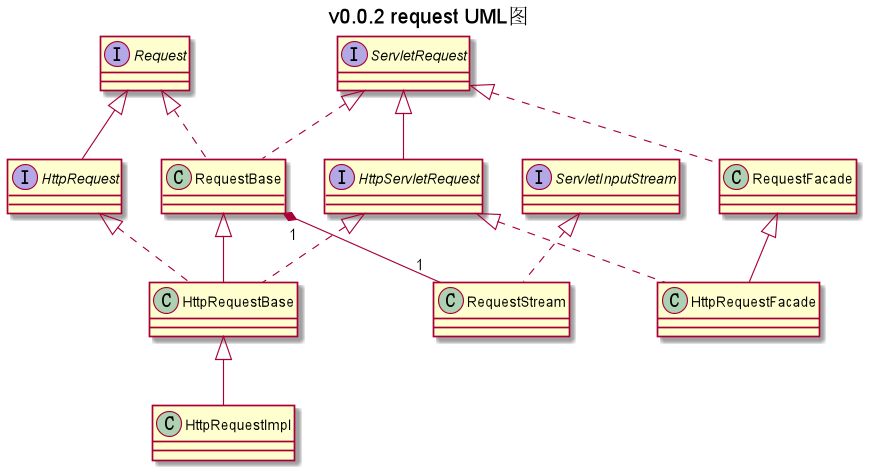 v0.0.2 request UML图
I Request
I ServletRequest
I HttpRequest
C RequestBase
I HttpServletRequest
I ServletInputStream
C RequestFacade
1
1
C HttpRequestBase
C RequestStream
C HttpRequestFacade
C HttpRequestImpl